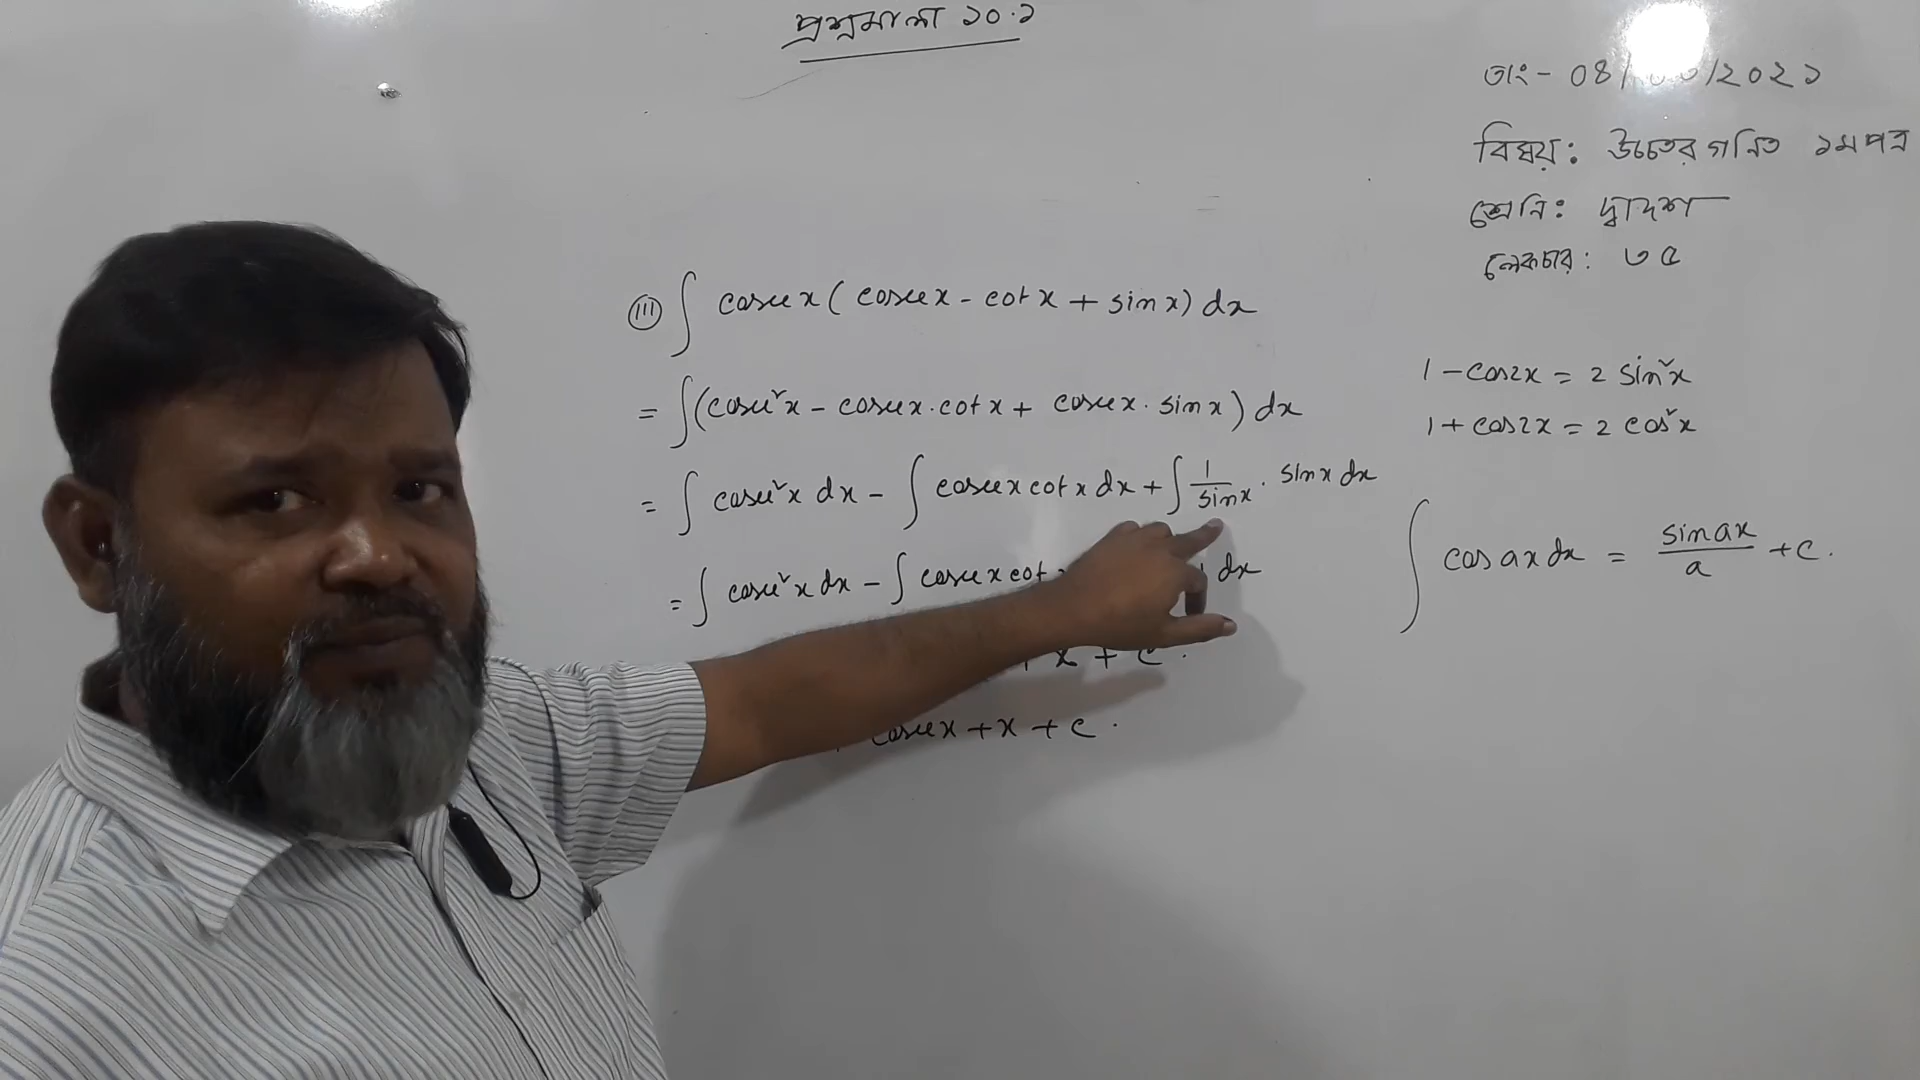 প্রশ্নমালা ১০.১
তাং- 08/ /২০২১
বিষয়: উচ্চতর গনিত ১ম পত্র
শ্রেনি: দ্বাদশ
লেকচার: ৩৫
(iii) ∫ cosec x ( cosec x - cot x + sin x) dx
= ∫(cosec²x - cosec x . cot x + cosec x . sin x) dx
= ∫ cosec²x dx - ∫ cosec x cot x dx + ∫ 1/sin x . sin x dx
= ∫ cosec²x dx - ∫ cosec x cot dx
+ x + c .
cosec x + x + c .
1 - cos2x = 2 sin²x
1 + cos2x = 2 cos²x
∫ cos ax dx = sin ax / a + c .